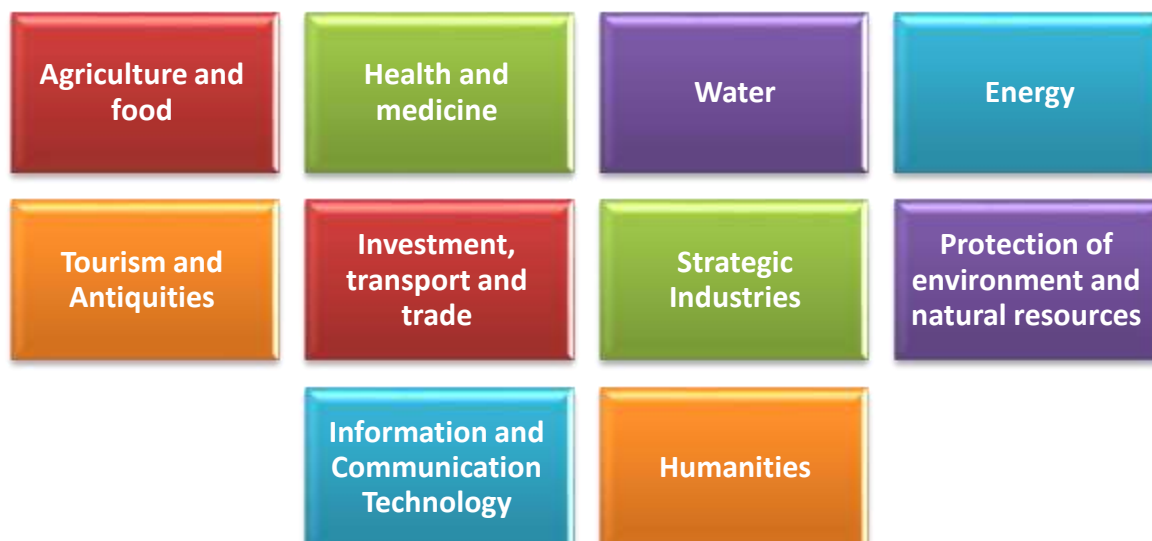 Agriculture and
food
Health and
medicine
Water
Energy
Tourism and
Antiquities
Investment,
transport and
trade
Strategic
Industries
Protection of
environment and
natural resources
Information and
Communication
Technology
Humanities